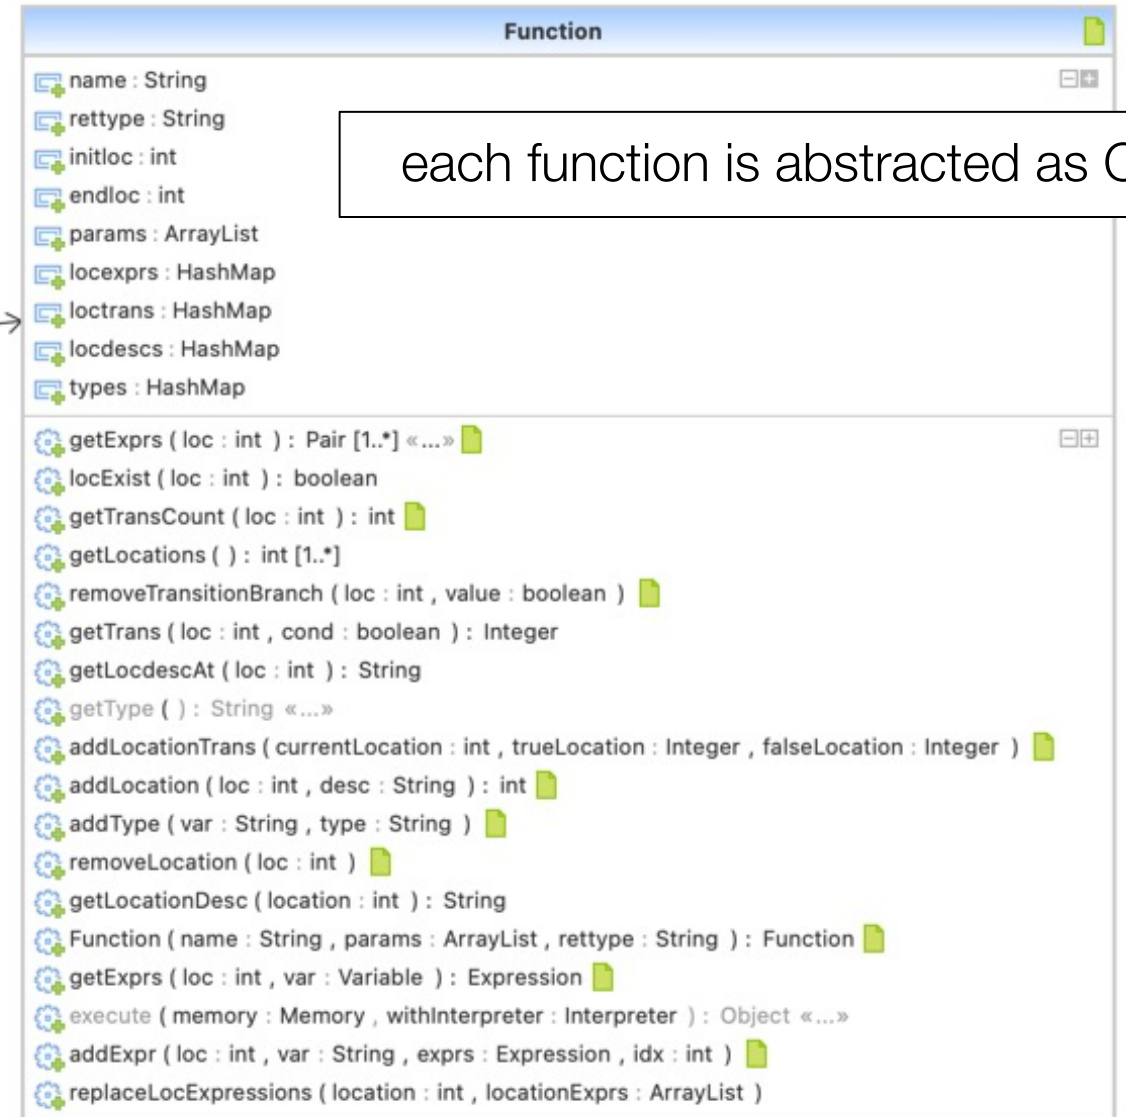 Function
name : String
rettype : String
initloc : int
each function is abstracted as
endloc : int
params : ArrayList
locexprs : HashMap
loctrans : HashMap
locdescs : HashMap
types : HashMap
getExprs ( loc : int ) : Pair [1..*] «...»
locExist ( loc : int ) : boolean
getTransCount ( loc : int ) : int
getLocations ( ) : int [1..*]
removeTransitionBranch ( loc : int , value : boolean )
getTrans ( loc : int , cond : boolean ) : Integer
getLocdescAt ( loc : int ) : String
getType ( ) : String «...»
addLocationTrans ( currentLocation : int , trueLocation : Integer , falseLocation : Integer )
addLocation ( loc : int , desc : String ) : int
addType ( var : String , type : String )
removeLocation ( loc : int )
getLocationDesc ( location : int ) : String
Function ( name : String , params : ArrayList , rettype : String ) : Function
getExprs ( loc : int , var : Variable ) : Expression
execute ( memory : Memory , withInterpreter : Interpreter ) : Object «...»
addExpr ( loc : int , var : String , exprs : Expression , idx : int )
replaceLocExpressions ( location : int , locationExprs : ArrayList )